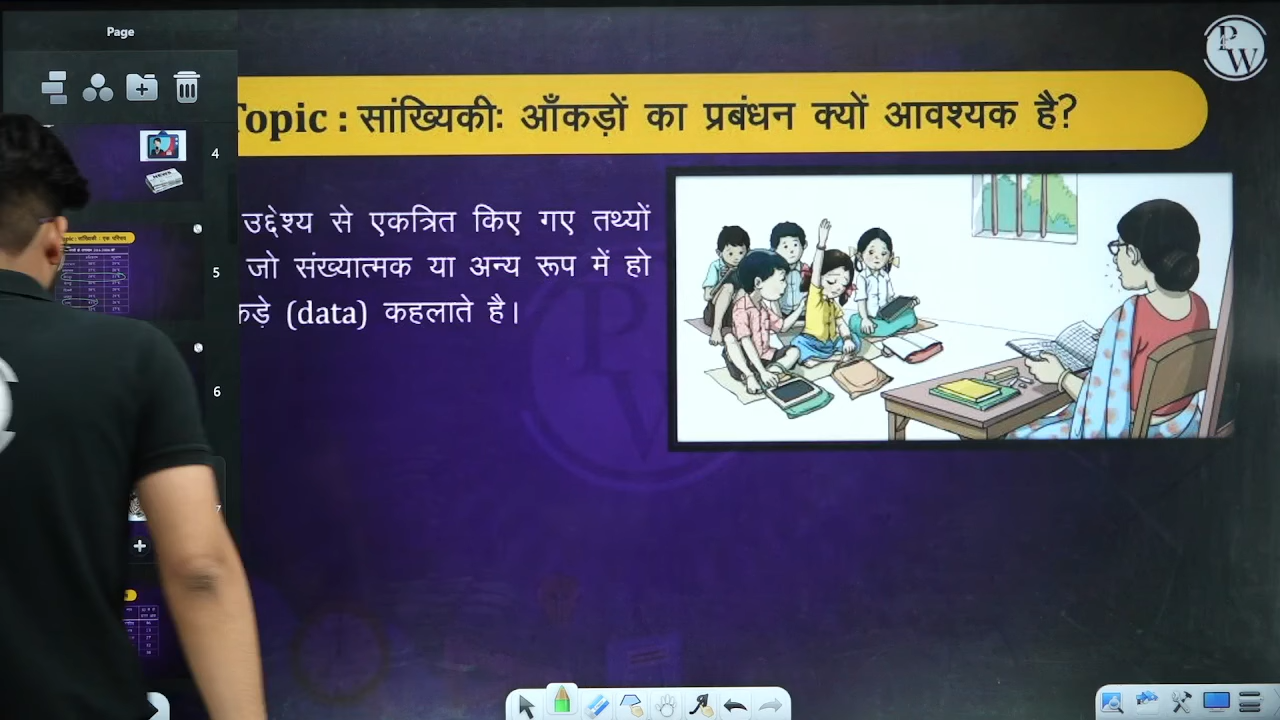 Page
PW
Topic : सांख्यिकीः आँकड़ों का प्रबंधन क्यों आवश्यक है?
4
उद्देश्य से एकत्रित किए गए तथ्यों
5
जो संख्यात्मक या अन्य रूप में हो
कड़े (data) कहलाते है।
6
7